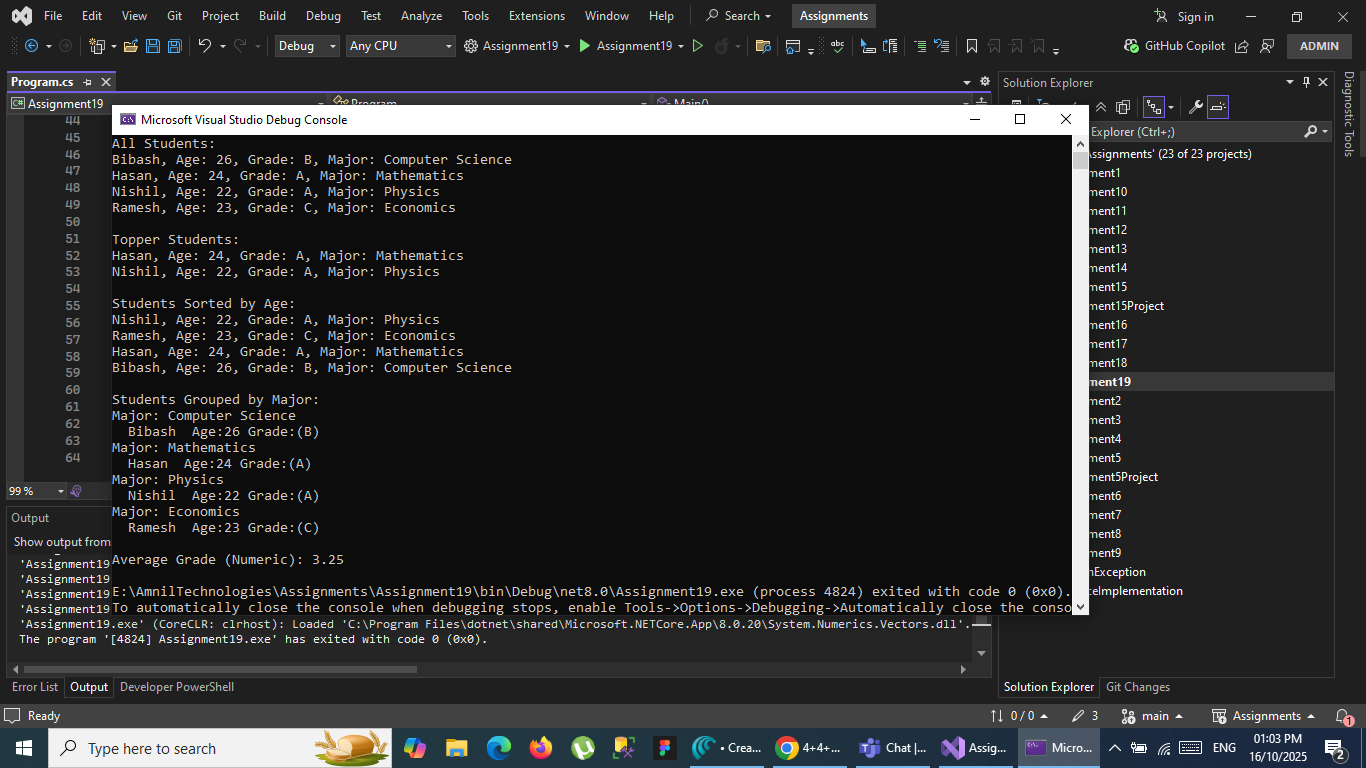 File Edit View Git Project Build Debug Test Analyze Tools Extensions Window Help Search Assignments Sign in
Debug Any CPU Assignment19 Assignment19 GitHub Copilot ADMIN
Program.cs
Assignment19 Program Main()
44
45
46
47
48
49
50
51
52
53
54
55
56
57
58
59
60
61
62
63
64
99 %
Microsoft Visual Studio Debug Console
All Students:
Bibash, Age: 26, Grade: B, Major: Computer Science
Hasan, Age: 24, Grade: A, Major: Mathematics
Nishil, Age: 22, Grade: A, Major: Physics
Ramesh, Age: 23, Grade: C, Major: Economics
Topper Students:
Hasan, Age: 24, Grade: A, Major: Mathematics
Nishil, Age: 22, Grade: A, Major: Physics
Students Sorted by Age:
Nishil, Age: 22, Grade: A, Major: Physics
Ramesh, Age: 23, Grade: C, Major: Economics
Hasan, Age: 24, Grade: A, Major: Mathematics
Bibash, Age: 26, Grade: B, Major: Computer Science
Students Grouped by Major:
Major: Computer Science
Bibash Age:26 Grade:(B)
Major: Mathematics
Hasan Age:24 Grade:(A)
Major: Physics
Nishil Age:22 Grade:(A)
Major: Economics
Ramesh Age:23 Grade:(C)
Average Grade (Numeric): 3.25
E:\AmnilTechnologies\Assignments\Assignment19\bin\Debug\net8.0\Assignment19.exe (process 4824) exited with code 0 (0x0).
To automatically close the console when debugging stops, enable Tools->Options->Debugging->Automatically close the conso
Solution Explorer
Explorer (Ctrl+;)
Assignments' (23 of 23 projects)
ment1
ment10
ment11
ment12
ment13
ment14
ment15
ment15Project
ment16
ment17
ment18
ment19
ment2
ment3
ment4
ment5
ment5Project
ment6
ment7
ment8
ment9
nException
ceImplementation
Solution Explorer Git Changes
Diagnostic Tools
Output
Show output from
'Assignment19
'Assignment19
'Assignment19
'Assignment19
'Assignment19.exe' (CoreCLR: clrhost): Loaded 'C:\Program Files\dotnet\shared\Microsoft.NETCore.App\8.0.20\System.Numerics.Vectors.dll'.
The program '[4824] Assignment19.exe' has exited with code 0 (0x0).
Error List Output Developer PowerShell
Ready 0 / 0 3 main Assignments 1
Type here to search • Crea... 4+4+... Chat |... Assig... Micro... ENG 01:03 PM 16/10/2025 2